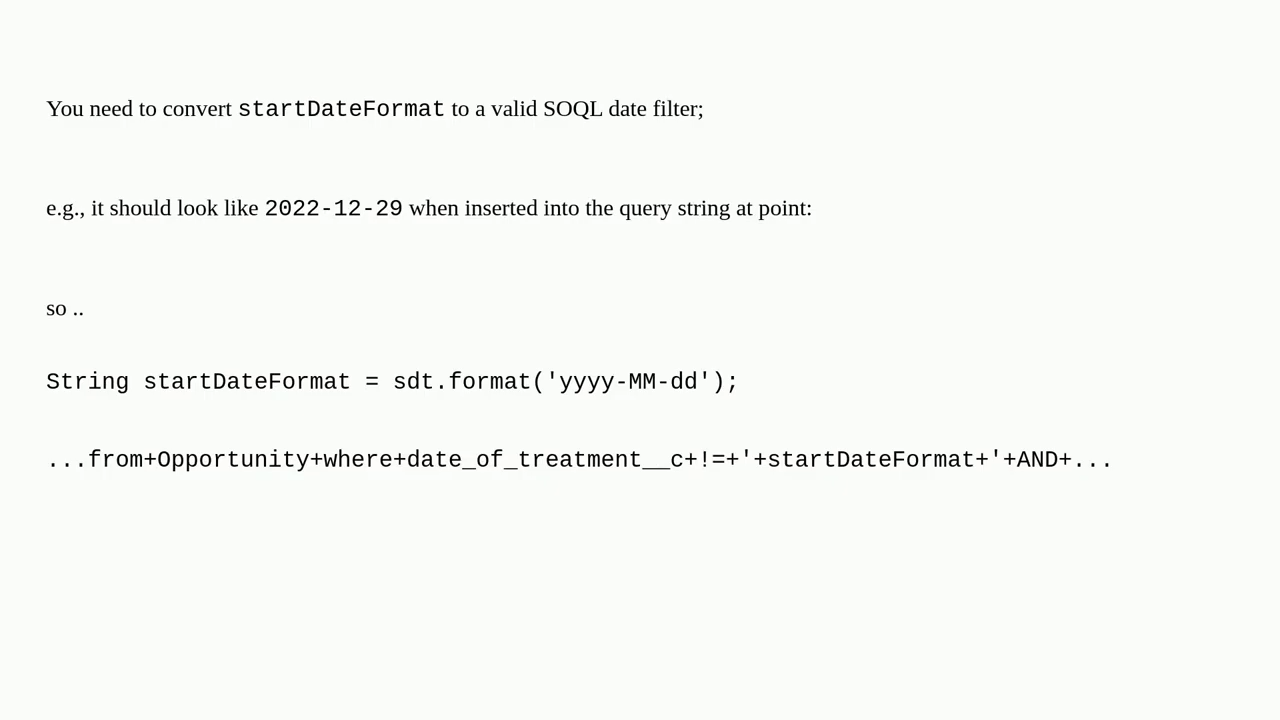 You need to convert startDateFormat to a valid SOQL date filter;
e.g., it should look like 2022-12-29 when inserted into the query string at point:
so ..
String startDateFormat = sdt.format('yyyy-MM-dd');
...from+Opportunity+where+date_of_treatment__c+!=+'+startDateFormat+'+AND+...